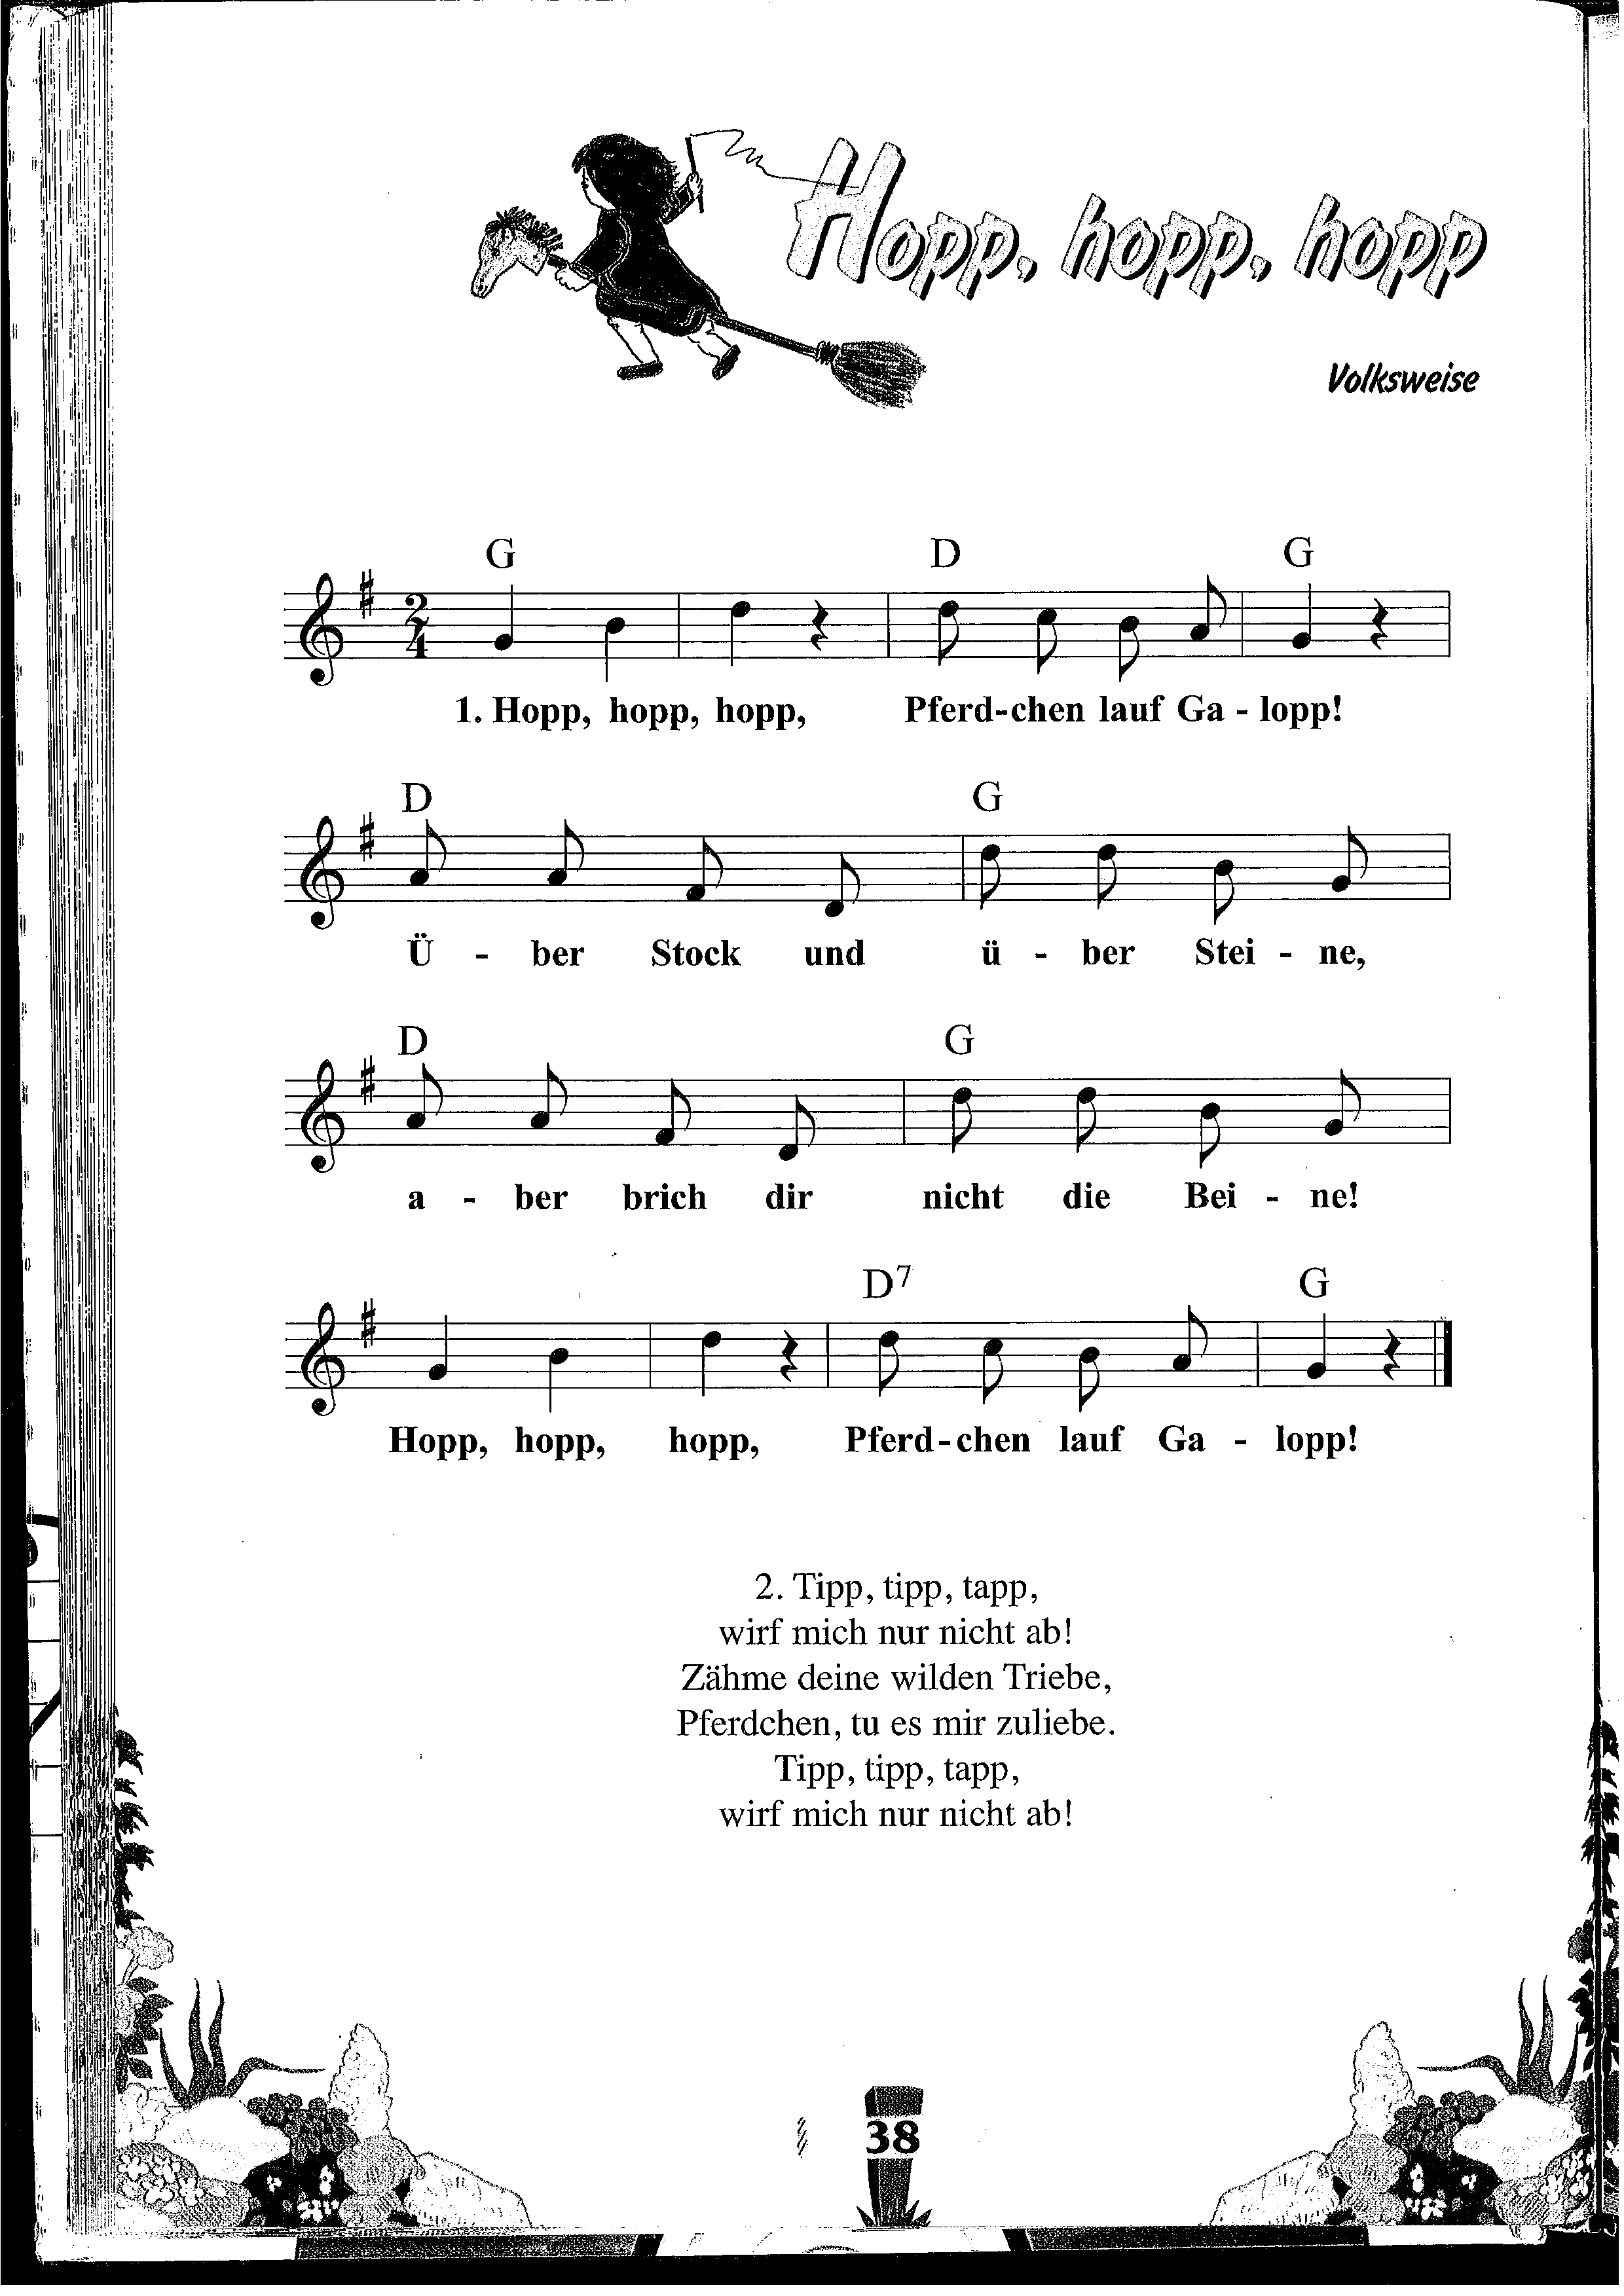 Hopp, hopp, hopp
Volksweise
G D G
2
4
1. Hopp, hopp, hopp, Pferd-chen lauf Ga - lopp!
D G
Ü - ber Stock und ü - ber Stei - ne,
D G
a - ber brich dir nicht die Bei - ne!
D7 G
Hopp, hopp, hopp, Pferd-chen lauf Ga - lopp!
2. Tipp, tipp, tapp,
wirf mich nur nicht ab!
Zähme deine wilden Triebe,
Pferdchen, tu es mir zuliebe.
Tipp, tipp, tapp,
wirf mich nur nicht ab!
38